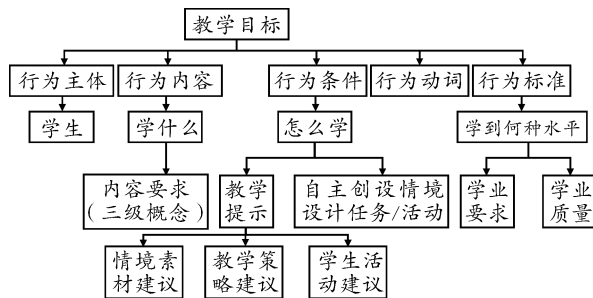 教学目标
行为主体
行为内容
行为条件
行为动词
行为标准
学生
学什么
怎么学
学到何种水平
内容要求
（三级概念）
教学
提示
自主创设情境
设计任务/活动
学业
要求
学业
质量
情境素
材建议
教学策
略建议
学生活
动建议